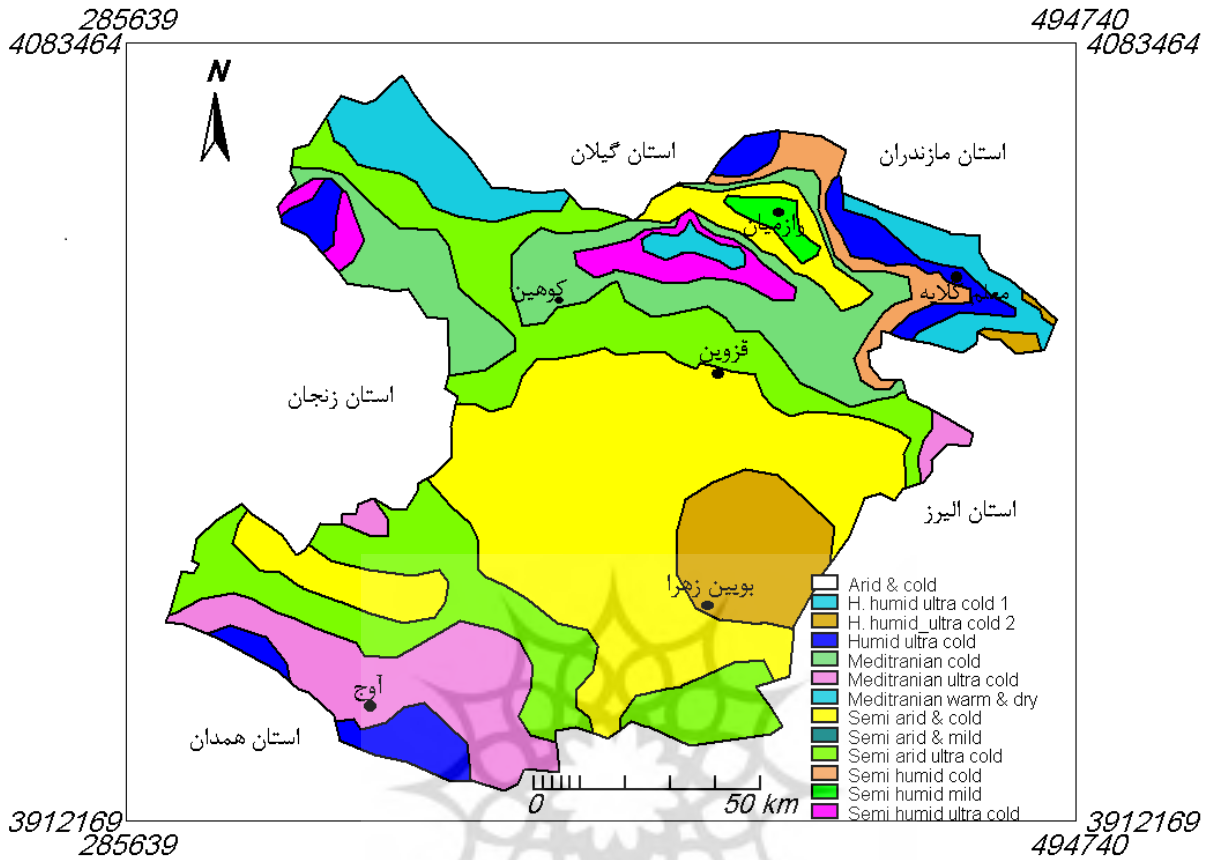 285639
494740
4083464
4083464
N
استان گیلان
استان مازندران
رازمیان
معلم کلایه
کوهین
قزوین
استان زنجان
استان البرز
بویین زهرا
آوج
استان همدان
Arid & cold
H. humid ultra cold 1
H. humid_ultra cold 2
Humid ultra cold
Meditranian cold
Meditranian ultra cold
Meditranian warm & dry
Semi arid & cold
Semi arid & mild
Semi arid ultra cold
Semi humid cold
Semi humid mild
Semi humid ultra cold
0
50 km
3912169
3912169
285639
494740